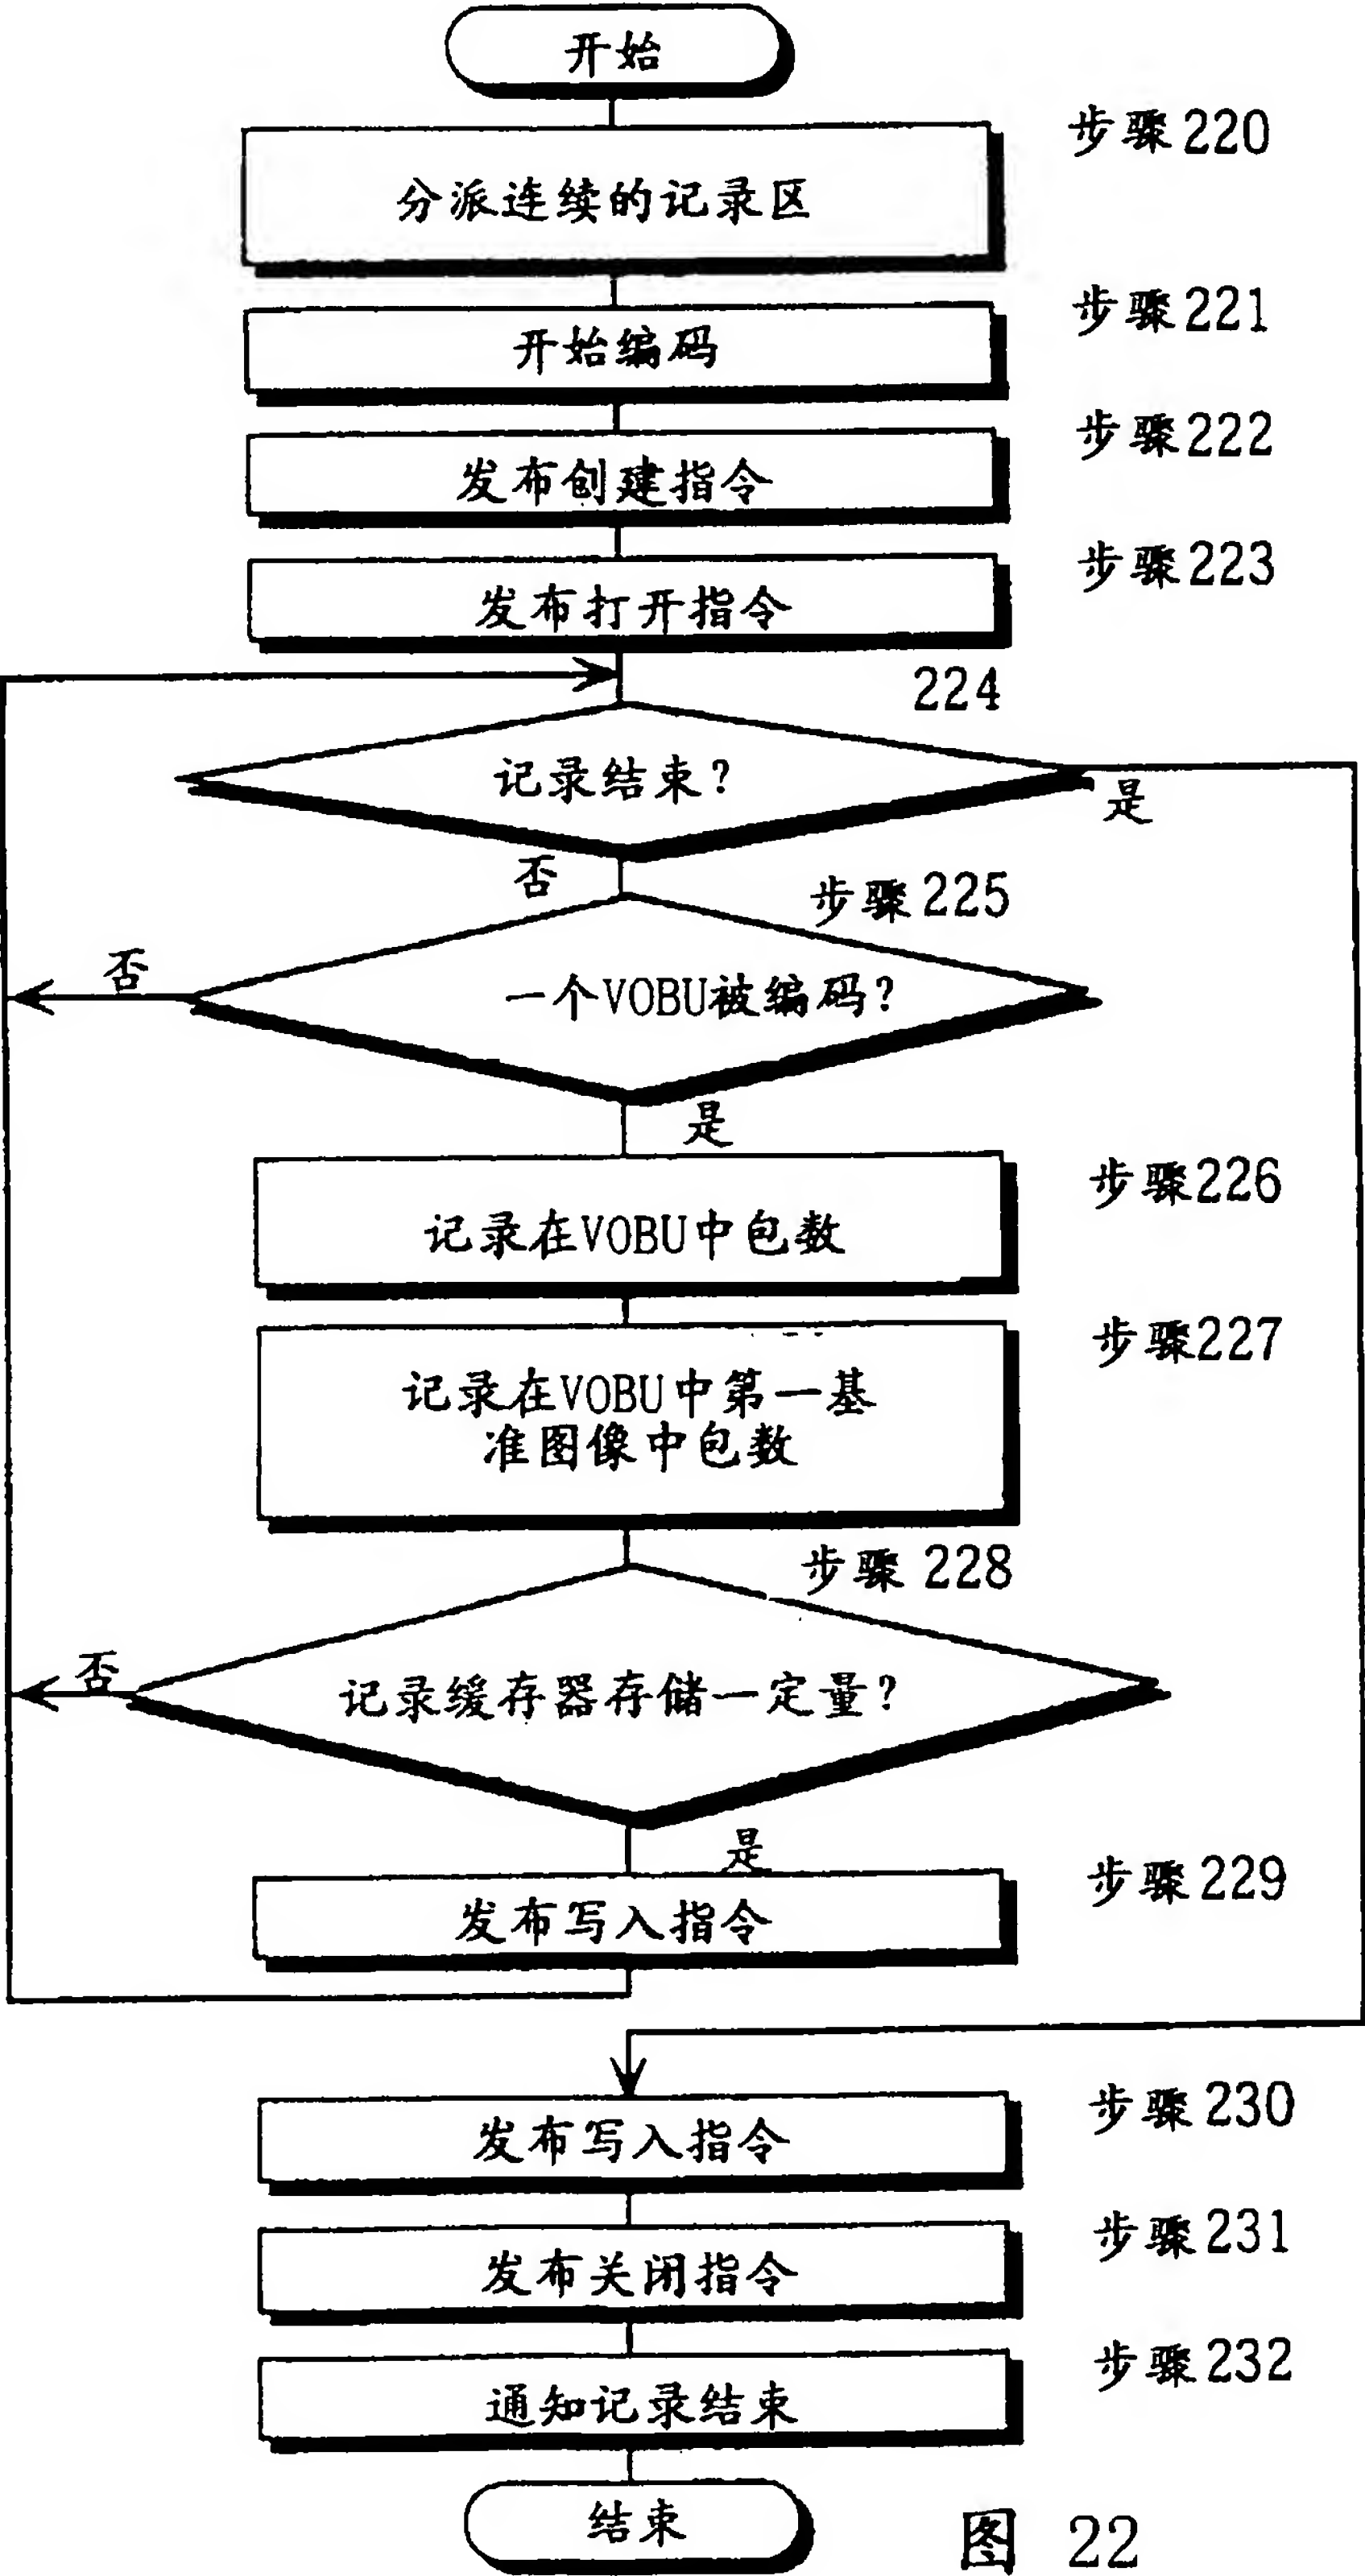 开始
步骤220
分派连续的记录区
步骤221
开始编码
步骤222
发布创建指令
步骤223
发布打开指令
224
记录结束?
是
否
步骤225
否
一个VOBU被编码?
是
步骤226
记录在VOBU中包数
步骤227
记录在VOBU中第一基
准图像中包数
步骤228
否
记录缓存器存储一定量?
是
步骤229
发布写入指令
步骤230
发布写入指令
步骤231
发布关闭指令
步骤232
通知记录结束
结束
图 22